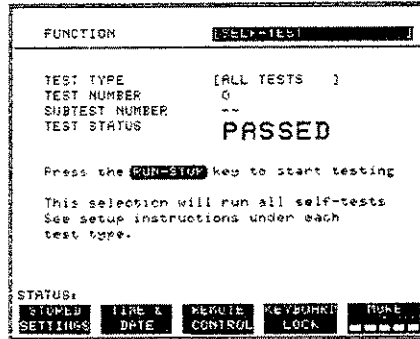 FUNCTION [SELF-TEST ]
TEST TYPE [ALL TESTS ]
TEST NUMBER 0
SUBTEST NUMBER --
TEST STATUS PASSED
Press the RUN-STOP key to start testing
This selection will run all self-tests
See setup instructions under each
test type.
STATUS:
STORED SETTINGS TIME & DATE REMOTE CONTROL KEYBOARD LOCK MORE